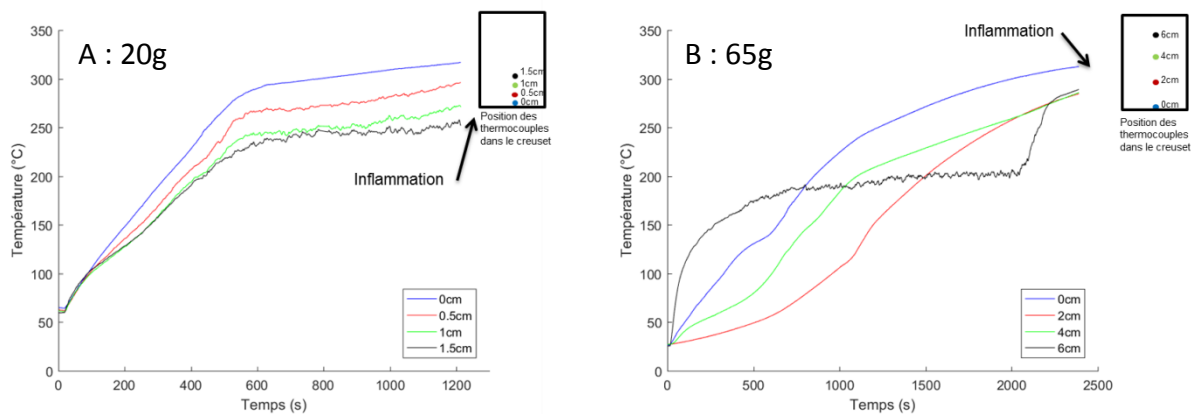 A : 20g
Température (°C)
350
300
250
200
150
100
50
0
0
200
400
600
800
1000
1200
Temps (s)
0cm
0.5cm
1cm
1.5cm
Inflammation
1.5cm
1cm
0.5cm
0cm
Position des
thermocouples
dans le creuset
B : 65g
Température (°C)
350
300
250
200
150
100
50
0
0
500
1000
1500
2000
2500
Temps (s)
0cm
2cm
4cm
6cm
Inflammation
6cm
4cm
2cm
0cm
Position des
thermocouples
dans le creuset